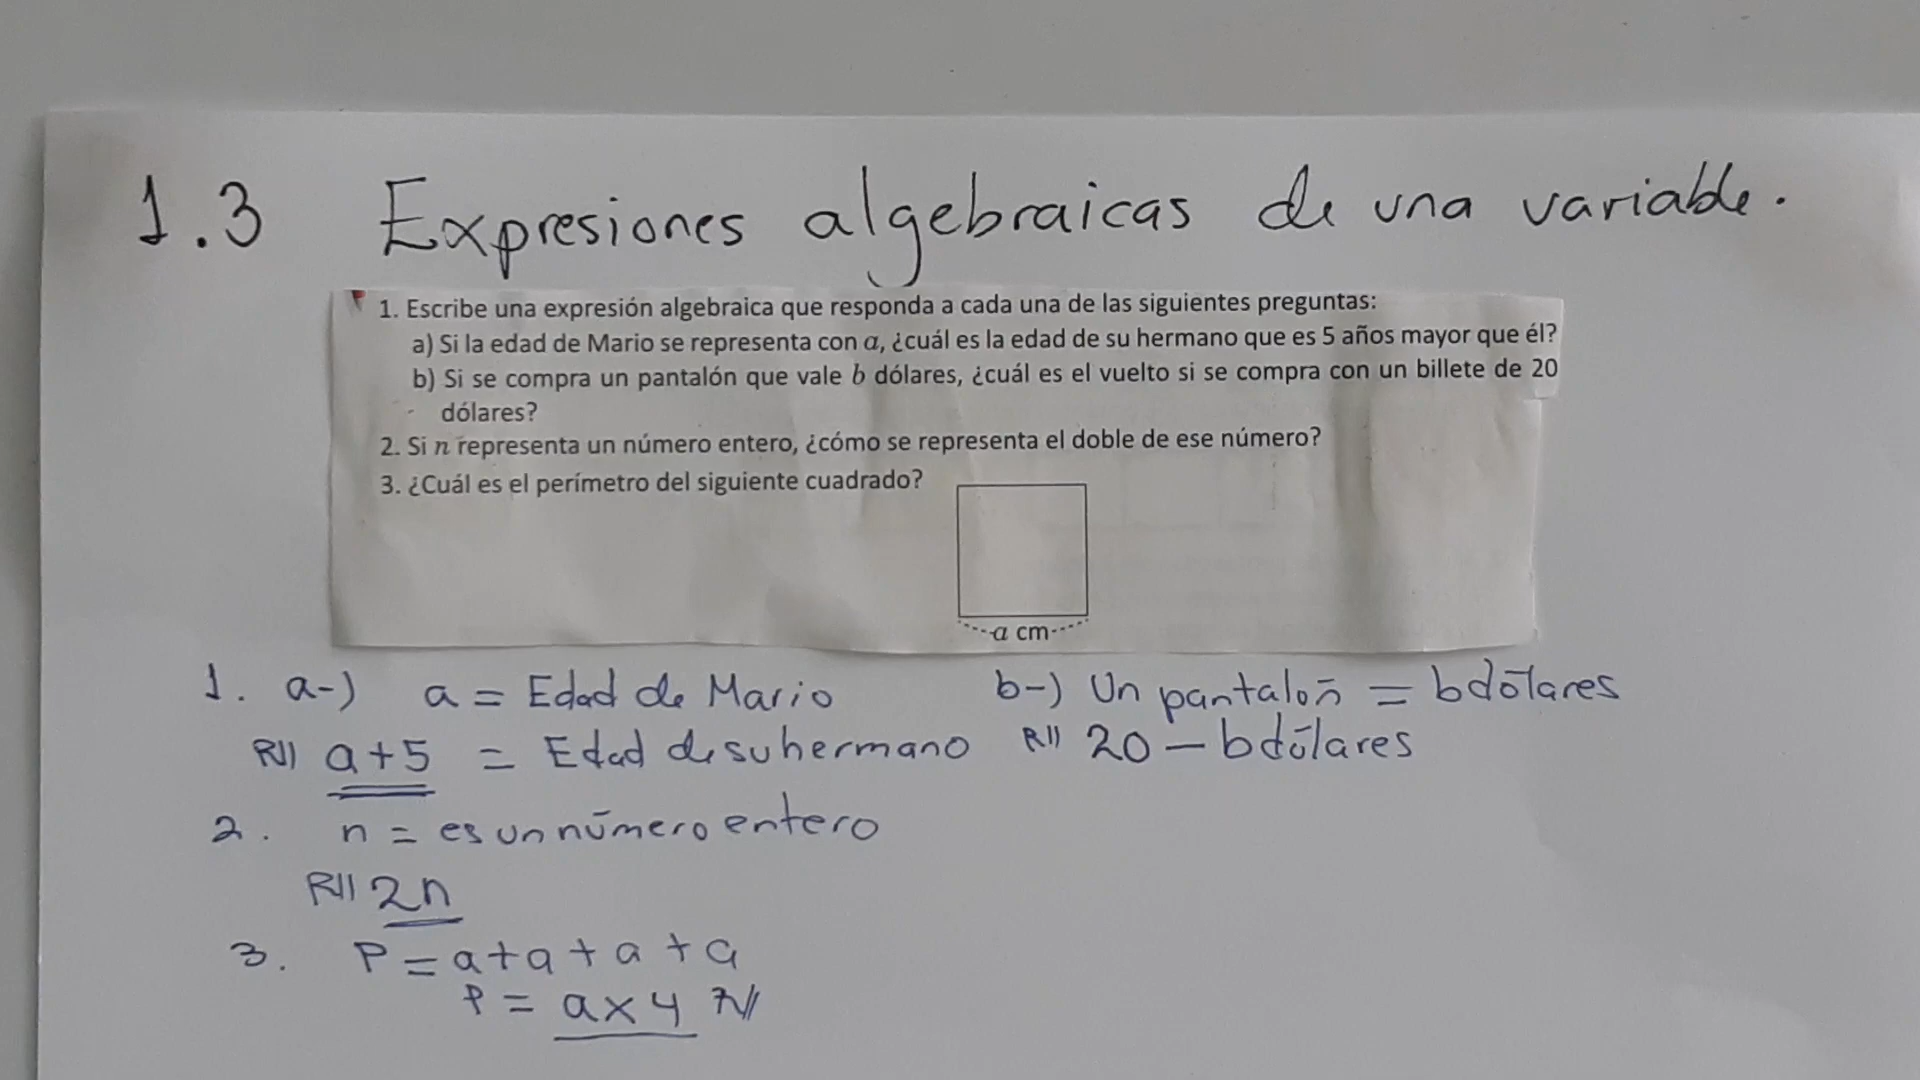 1.3 Expresiones algebraicas de una variable.
1. Escribe una expresión algebraica que responda a cada una de las siguientes preguntas:
a) Si la edad de Mario se representa con a, ¿cuál es la edad de su hermano que es 5 años mayor que él?
b) Si se compra un pantalón que vale b dólares, ¿cuál es el vuelto si se compra con un billete de 20
dólares?
2. Si n representa un número entero, ¿cómo se representa el doble de ese número?
3. ¿Cuál es el perímetro del siguiente cuadrado?
a cm
1. a-) a = Edad de Mario
R// a+5 = Edad de su hermano
b-) Un pantalón = b dólares
R// 20 - b dólares
2. n = es un número entero
R// 2n
3. P = a+a+a+a
P = a x 4 R//